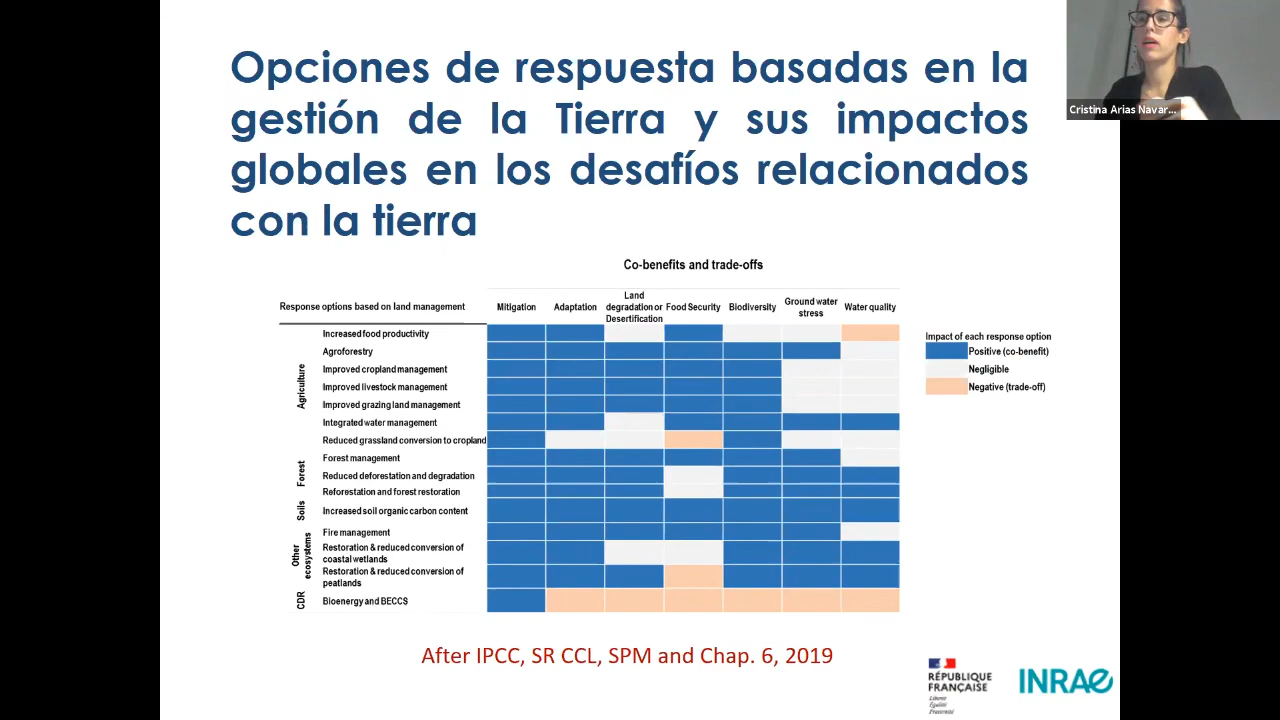 Cristina Arias Navar...
Opciones de respuesta basadas en la
gestión de la Tierra y sus impactos
globales en los desafíos relacionados
con la tierra
Co-benefits and trade-offs
Response options based on land management
Mitigation
Adaptation
Land
degradation or
Desertification
Food Security
Biodiversity
Ground water
stress
Water quality
Agriculture
Increased food productivity
Agroforestry
Improved cropland management
Improved livestock management
Improved grazing land management
Integrated water management
Reduced grassland conversion to cropland
Forest
Forest management
Reduced deforestation and degradation
Reforestation and forest restoration
Soils
Increased soil organic carbon content
Other
ecosystems
Fire management
Restoration & reduced conversion of
coastal wetlands
Restoration & reduced conversion of
peatlands
CDR
Bioenergy and BECCS
Impact of each response option
Positive (co-benefit)
Negligible
Negative (trade-off)
After IPCC, SR CCL, SPM and Chap. 6, 2019
RÉPUBLIQUE
FRANÇAISE
Liberté
Égalité
Fraternité
INRAE